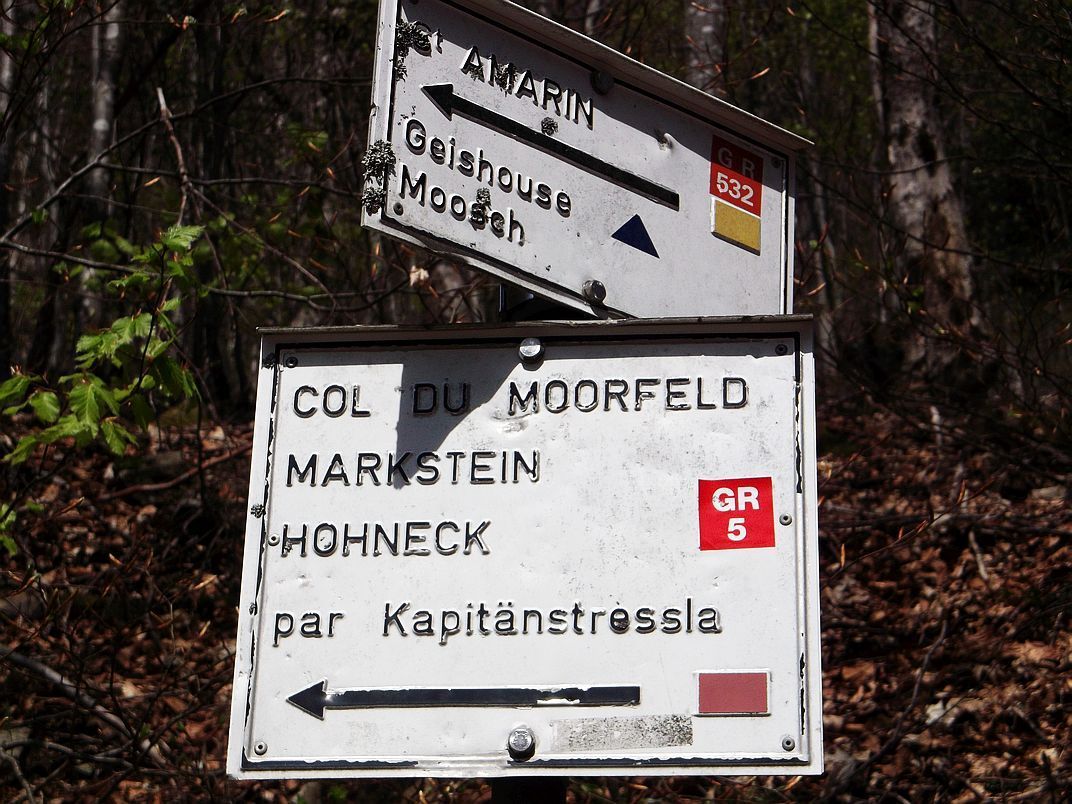 St AMARIN
Geishouse
Moosch
GR
532
COL DU MOORFELD
MARKSTEIN
HOHNECK
GR
5
par Kapitänstressla